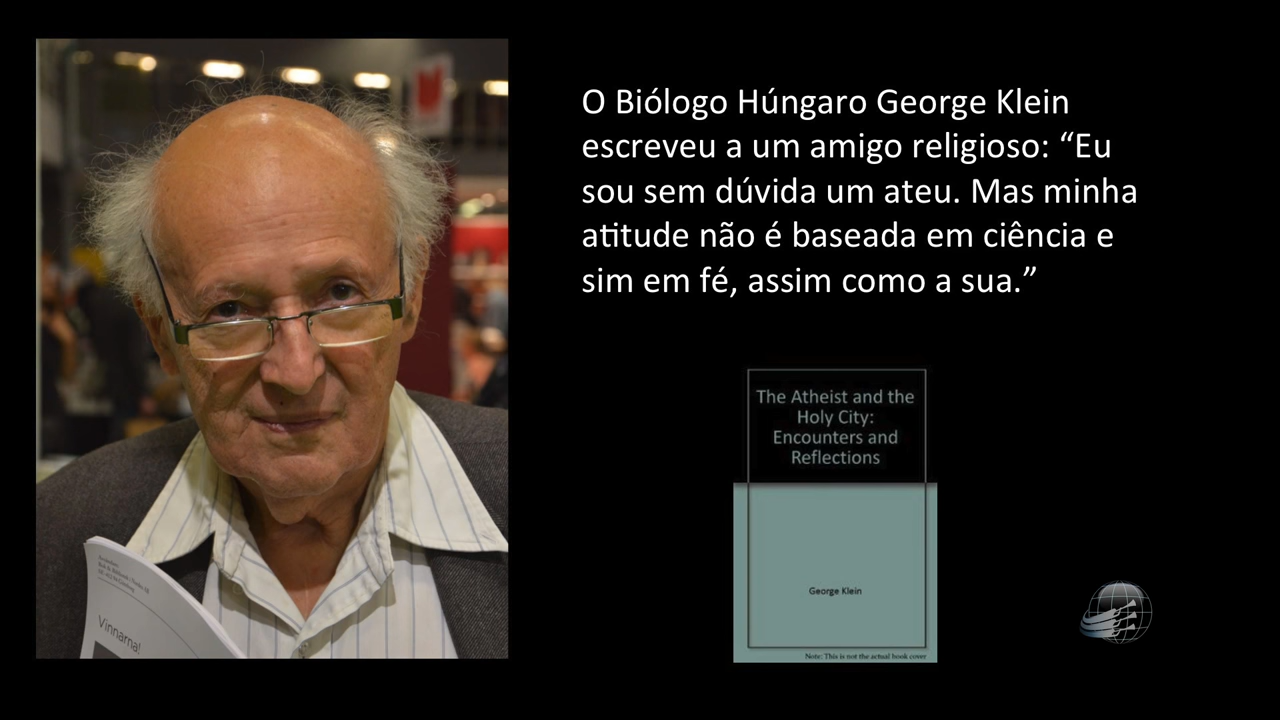 O Biólogo Húngaro George Klein
escreveu a um amigo religioso: “Eu
sou sem dúvida um ateu. Mas minha
atitude não é baseada em ciência e
sim em fé, assim como a sua.”
The Atheist and the
Holy City:
Encounters and
Reflections
George Klein
Note: This is not the actual book cover
Vinnarna!